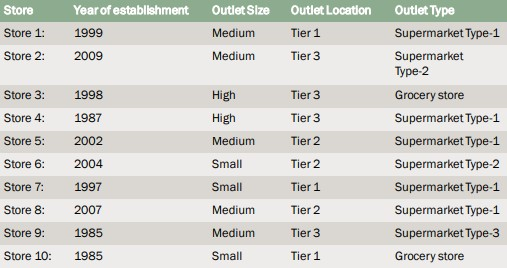 Store Year of establishment Outlet Size Outlet Location Outlet Type
Store 1: 1999 Medium Tier 1 Supermarket Type-1
Store 2: 2009 Medium Tier 3 Supermarket
Type-2
Store 3: 1998 High Tier 3 Grocery store
Store 4: 1987 High Tier 3 Supermarket Type-1
Store 5: 2002 Medium Tier 2 Supermarket Type-1
Store 6: 2004 Small Tier 2 Supermarket Type-2
Store 7: 1997 Small Tier 1 Supermarket Type-1
Store 8: 2007 Medium Tier 2 Supermarket Type-1
Store 9: 1985 Medium Tier 3 Supermarket Type-3
Store 10: 1985 Small Tier 1 Grocery store